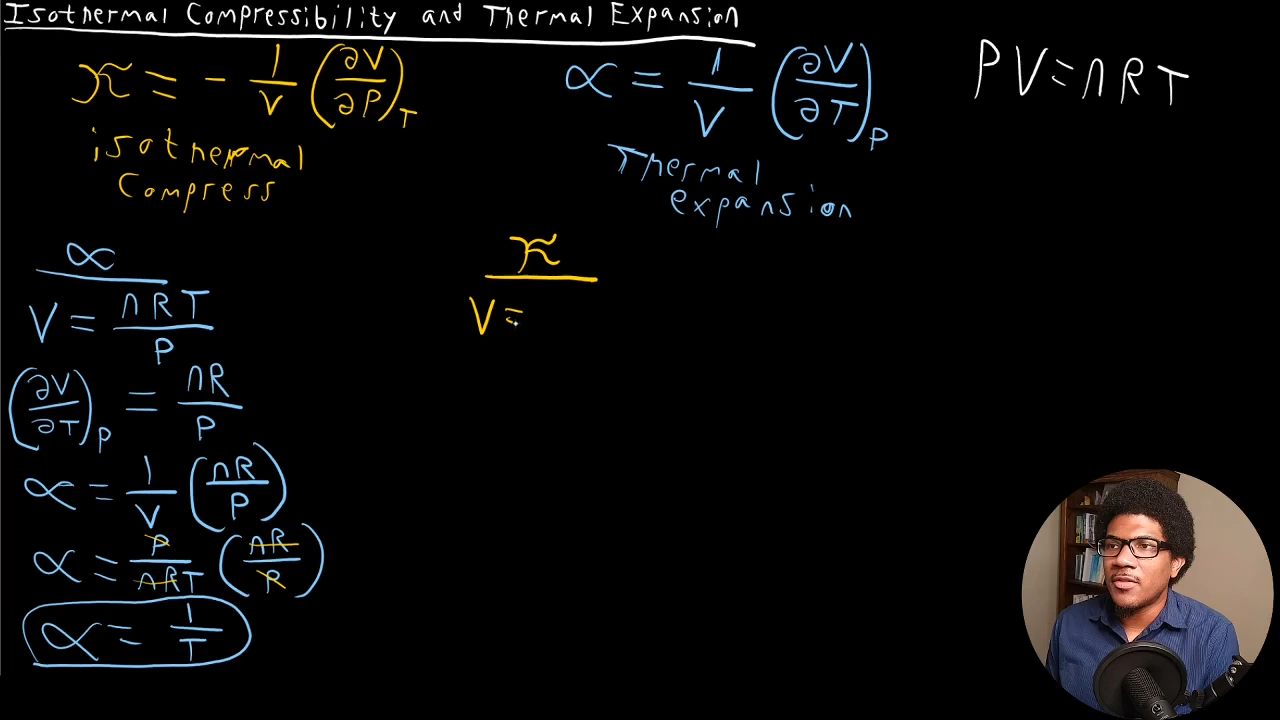 Isothermal Compressibility and Thermal Expansion
κ = - 1/V (∂V/∂P)_T
isothermal
Compress
α = 1/V (∂V/∂T)_P
Thermal
expansion
PV = nRT
α
V = nRT/P
(∂V/∂T)_P = nR/P
α = 1/V (nR/P)
α = P/nRT (nR/P)
α = 1/T
κ
V =